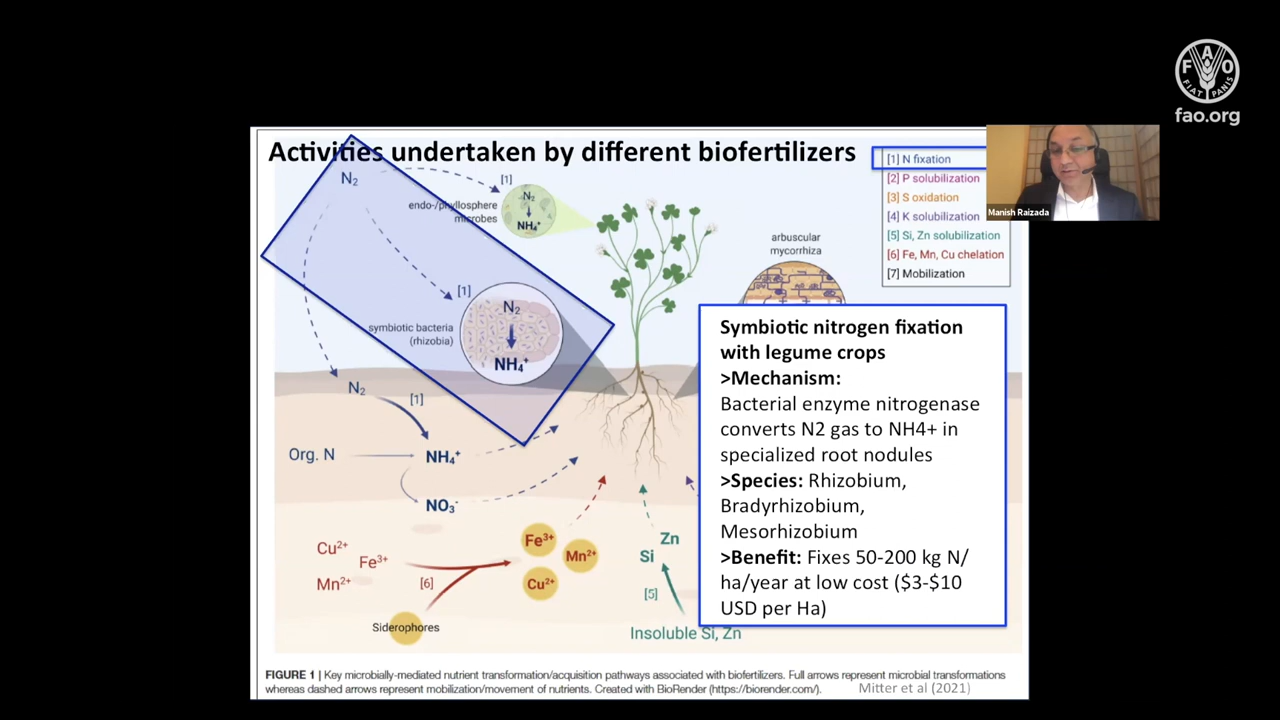 F A O
FIAT PANIS
fao.org
Manish Raizada
Activities undertaken by different biofertilizers
[1] N fixation
[2] P solubilization
[3] S oxidation
[4] K solubilization
[5] Si, Zn solubilization
[6] Fe, Mn, Cu chelation
[7] Mobilization
N₂
[1]
endo-/phyllosphere
microbes
N₂
NH₄⁺
arbuscular
mycorrhiza
[1]
symbiotic bacteria
(rhizobia)
N₂
NH₄⁺
N₂
[1]
Org. N
NH₄⁺
NO₃⁻
Cu²⁺
Fe³⁺
Mn²⁺
[6]
Siderophores
Fe³⁺
Mn²⁺
Cu²⁺
Zn
Si
[5]
Insoluble Si, Zn
Symbiotic nitrogen fixation
with legume crops
>Mechanism:
Bacterial enzyme nitrogenase
converts N2 gas to NH4+ in
specialized root nodules
>Species: Rhizobium,
Bradyrhizobium,
Mesorhizobium
>Benefit: Fixes 50-200 kg N/
ha/year at low cost ($3-$10
USD per Ha)
FIGURE 1 | Key microbially-mediated nutrient transformation/acquisition pathways associated with biofertilizers. Full arrows represent microbial transformations
whereas dashed arrows represent mobilization/movement of nutrients. Created with BioRender (https://biorender.com/).
Mitter et al (2021)